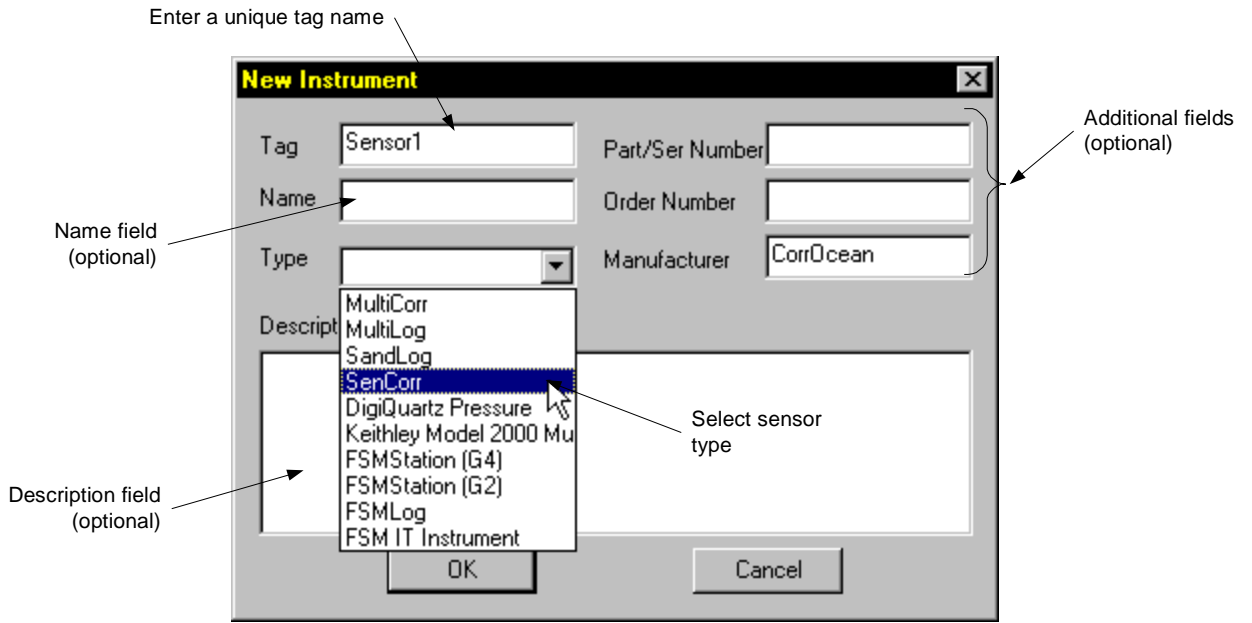 Enter a unique tag name
New Instrument
Tag
Sensor1
Part/Ser Number
Additional fields
(optional)
Name
Order Number
Name field
(optional)
Type
Manufacturer
CorrOcean
MultiCorr
Descript
MultiLog
SandLog
SenCorr
DigiQuartz Pressure
Keithley Model 2000 Mu
FSMStation (G4)
FSMStation (G2)
FSMLog
FSM IT Instrument
Select sensor
type
Description field
(optional)
OK
Cancel